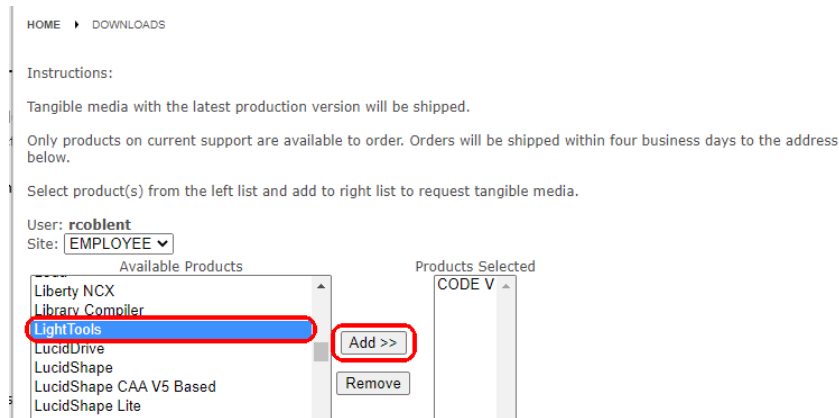 HOME ▸ DOWNLOADS
Instructions:
Tangible media with the latest production version will be shipped.
Only products on current support are available to order. Orders will be shipped within four business days to the address
below.
Select product(s) from the left list and add to right list to request tangible media.
User: rcoblent
Site: EMPLOYEE
Available Products
Products Selected
Liberty NCX
Library Compiler
LightTools
LucidDrive
LucidShape
LucidShape CAA V5 Based
LucidShape Lite
Add >>
Remove
CODE V